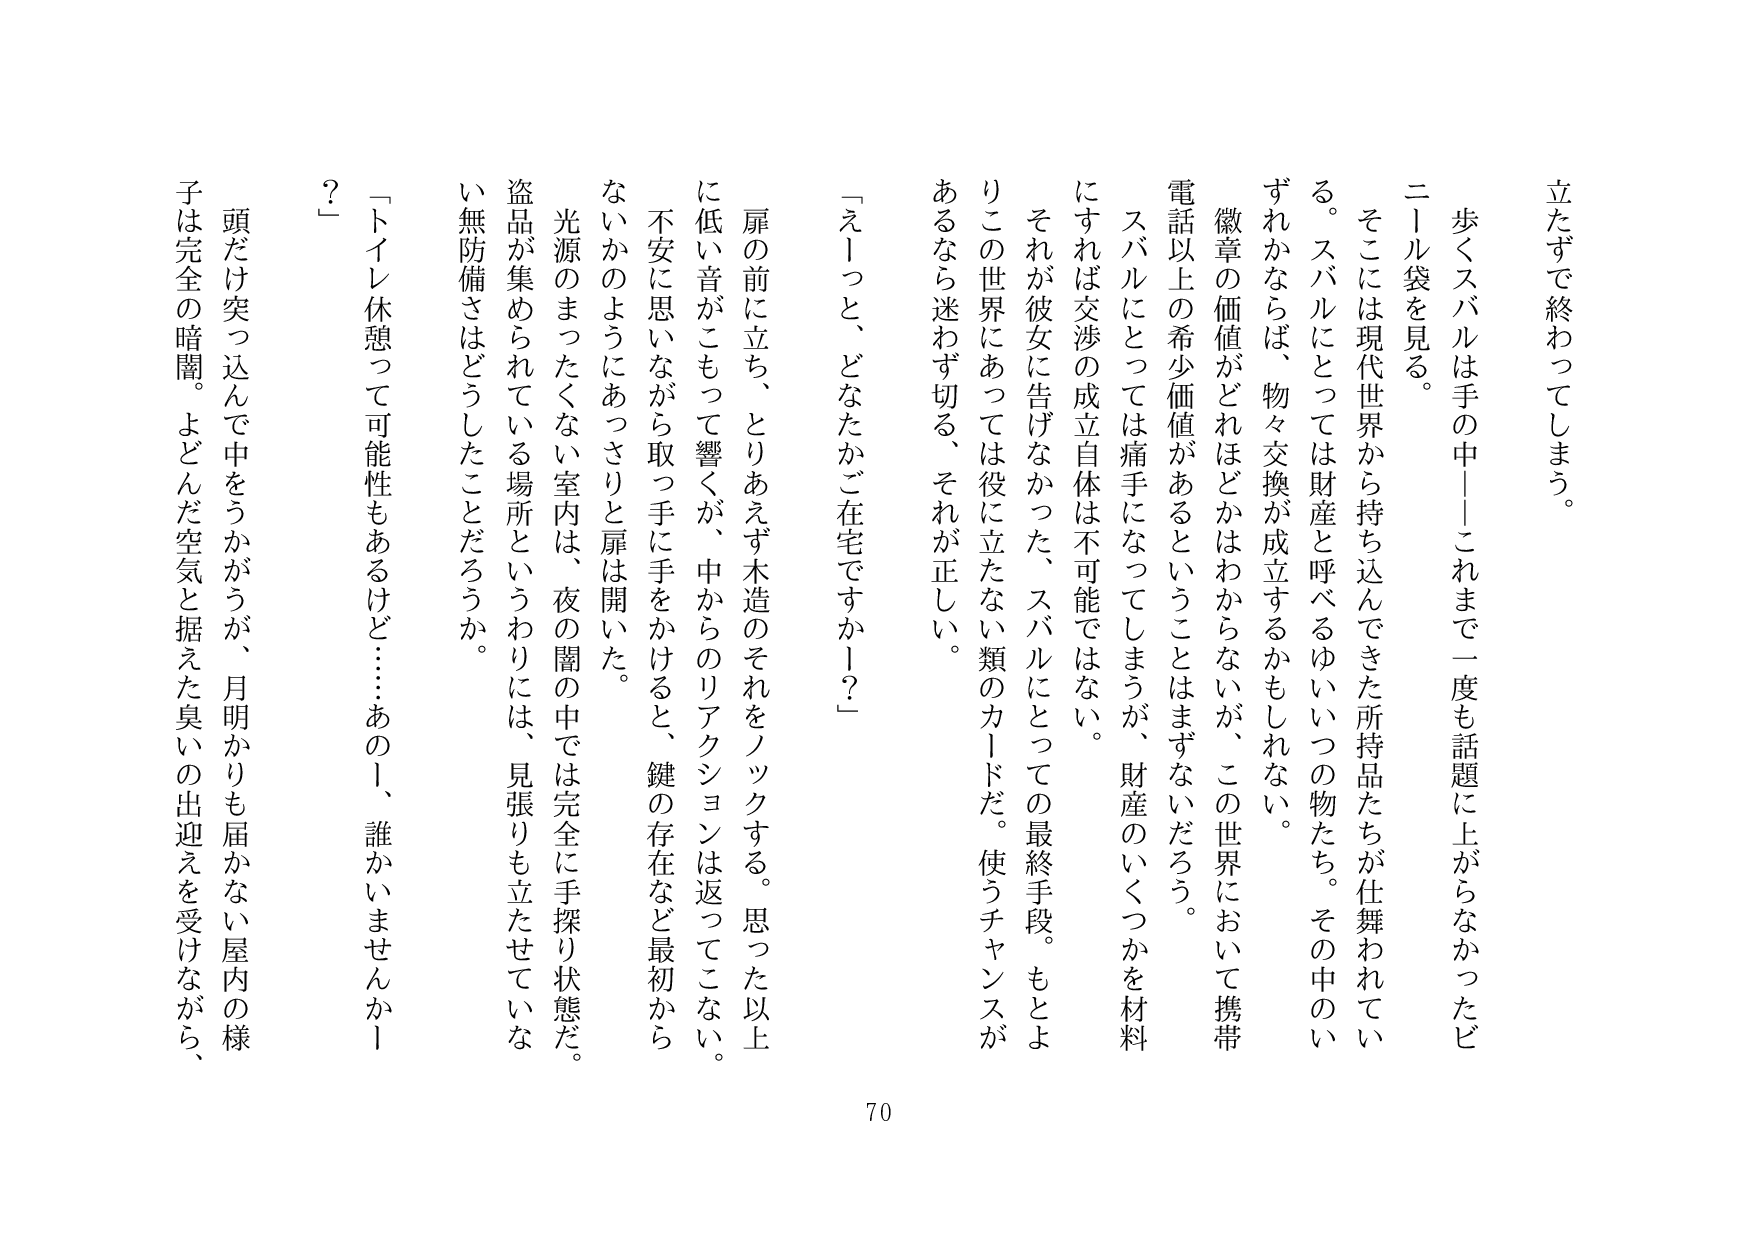 立たずで終わってしまう。
歩くスバルは手の中――これまで一度も話題に上がらなかったビ
ニール袋を見る。
そこには現代世界から持ち込んできた所持品たちが仕舞われてい
る。スバルにとっては財産と呼べるゆいいつの物たち。その中のい
ずれかならば、物々交換が成立するかもしれない。
徽章の価値がどれほどかはわからないが、この世界において携帯
電話以上の希少価値があるということはまずないだろう。
スバルにとっては痛手になってしまうが、財産のいくつかを材料
にすれば交渉の成立自体は不可能ではない。
それが彼女に告げなかった、スバルにとっての最終手段。もとよ
りこの世界にあっては役に立たない類のカードだ。使うチャンスが
あるなら迷わず切る、それが正しい。
「えーっと、どなたかご在宅ですかー？」
扉の前に立ち、とりあえず木造のそれをノックする。思った以上
に低い音がこもって響くが、中からのリアクションは返ってこない。
不安に思いながら取っ手に手をかけると、鍵の存在など最初から
ないかのようにあっさりと扉は開いた。
光源のまったくない室内は、夜の闇の中では完全に手探り状態だ。
盗品が集められている場所というわりには、見張りも立たせていな
い無防備さはどうしたことだろうか。
「トイレ休憩って可能性もあるけど……あのー、誰かいませんかー
？」
頭だけ突っ込んで中をうかがうが、月明かりも届かない屋内の様
子は完全の暗闇。よどんだ空気と据えた臭いの出迎えを受けながら、
70